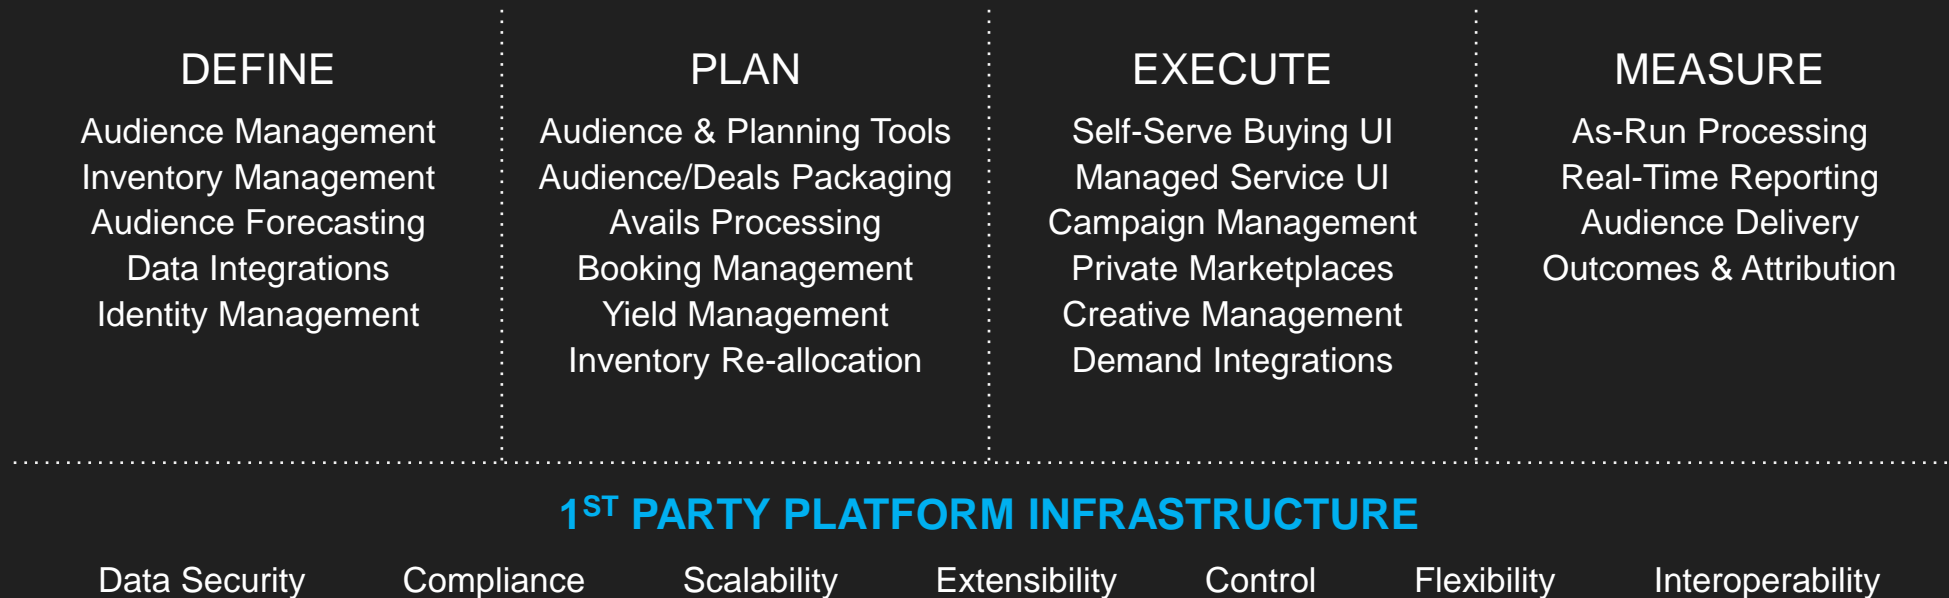 DEFINE
Audience Management
Inventory Management
Audience Forecasting
Data Integrations
Identity Management
PLAN
Audience & Planning Tools
Audience/Deals Packaging
Avails Processing
Booking Management
Yield Management
Inventory Re-allocation
EXECUTE
Self-Serve Buying UI
Managed Service UI
Campaign Management
Private Marketplaces
Creative Management
Demand Integrations
MEASURE
As-Run Processing
Real-Time Reporting
Audience Delivery
Outcomes & Attribution
1ST PARTY PLATFORM INFRASTRUCTURE
Data Security Compliance Scalability Extensibility Control Flexibility Interoperability